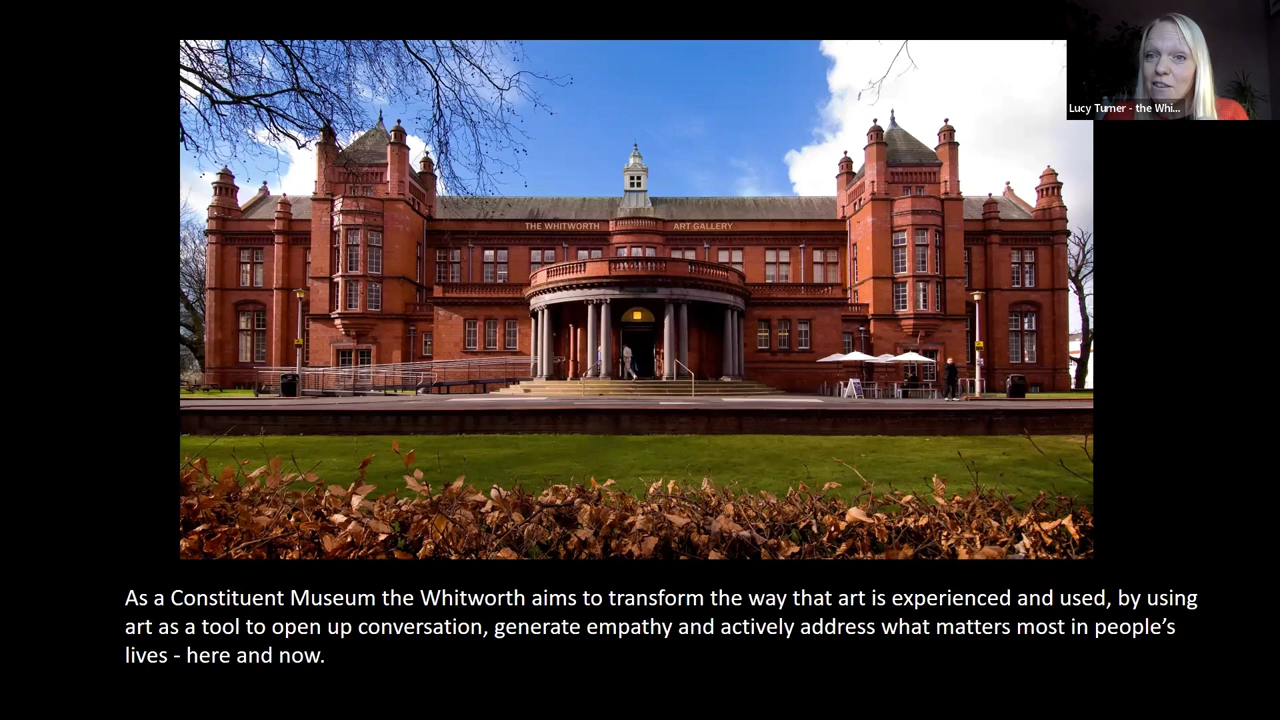 Lucy Turner - the Whi...
THE WHITWORTH ART GALLERY
As a Constituent Museum the Whitworth aims to transform the way that art is experienced and used, by using
art as a tool to open up conversation, generate empathy and actively address what matters most in people’s
lives - here and now.